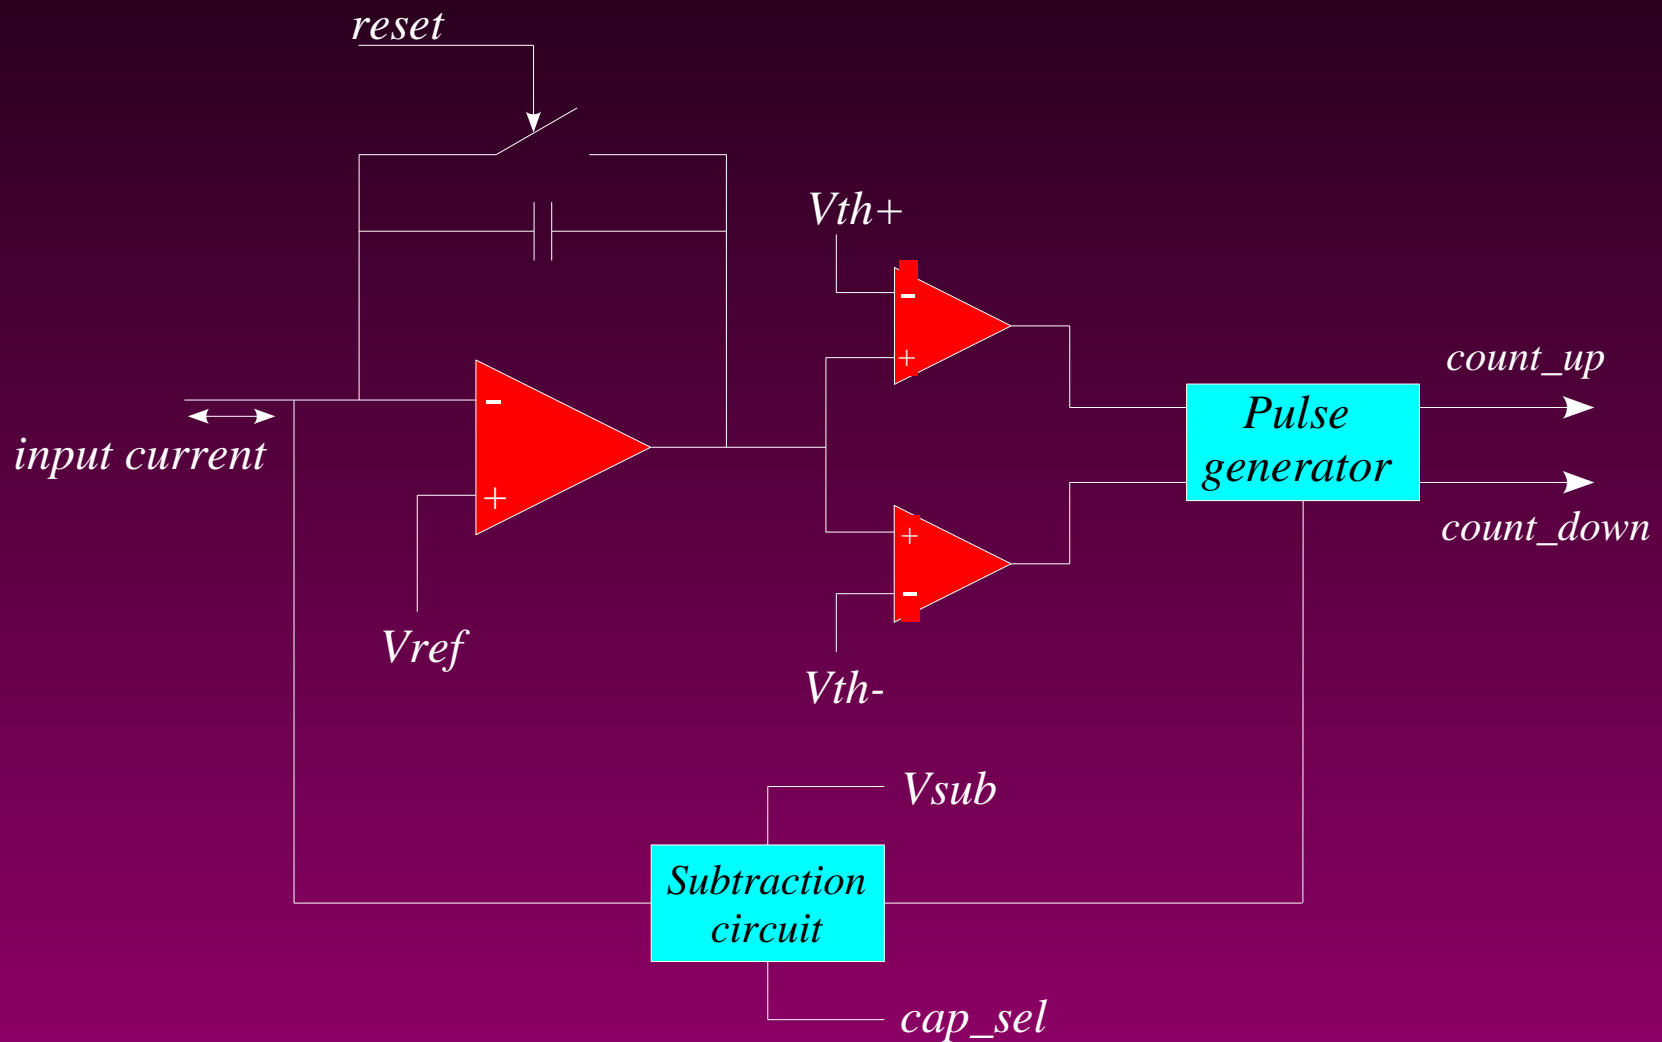 reset
Vth+
-
+
count_up
-
Pulse
generator
input current
+
+
count_down
-
Vref
Vth-
Vsub
Subtraction
circuit
cap_sel